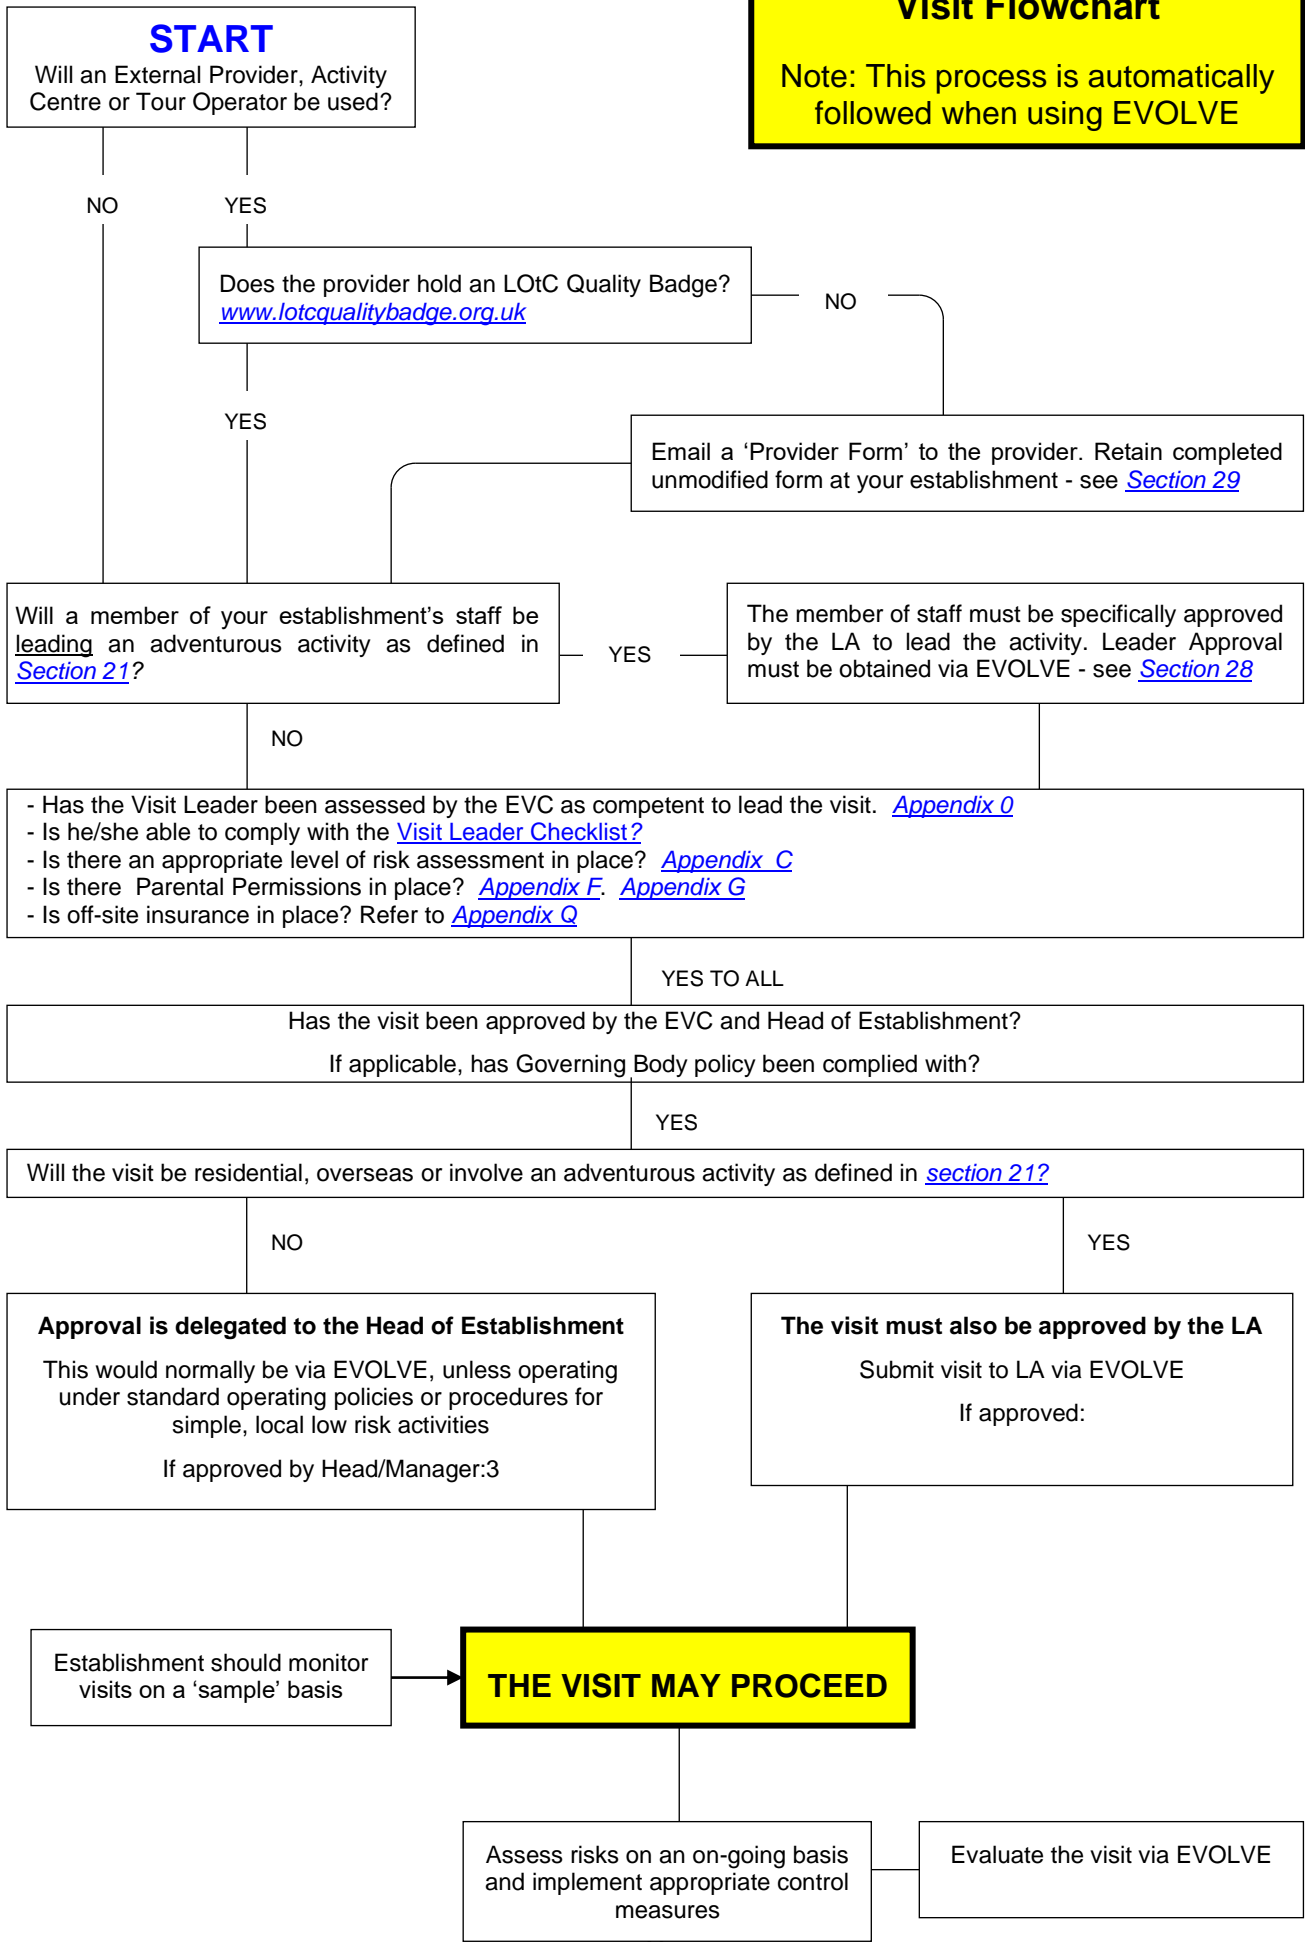 Visit Flowchart
Note: This process is automatically
followed when using EVOLVE
START
Will an External Provider, Activity
Centre or Tour Operator be used?
NO
YES
Does the provider hold an LOtC Quality Badge?
www.lotcqualitybadge.org.uk
NO
YES
Email a ‘Provider Form’ to the provider. Retain completed
unmodified form at your establishment - see Section 29
Will a member of your establishment’s staff be
leading an adventurous activity as defined in
Section 21?
YES
The member of staff must be specifically approved
by the LA to lead the activity. Leader Approval
must be obtained via EVOLVE - see Section 28
NO
- Has the Visit Leader been assessed by the EVC as competent to lead the visit. Appendix 0
- Is he/she able to comply with the Visit Leader Checklist?
- Is there an appropriate level of risk assessment in place? Appendix C
- Is there Parental Permissions in place? Appendix F. Appendix G
- Is off-site insurance in place? Refer to Appendix Q
YES TO ALL
Has the visit been approved by the EVC and Head of Establishment?
If applicable, has Governing Body policy been complied with?
YES
Will the visit be residential, overseas or involve an adventurous activity as defined in section 21?
NO
YES
Approval is delegated to the Head of Establishment
This would normally be via EVOLVE, unless operating
under standard operating policies or procedures for
simple, local low risk activities
If approved by Head/Manager:3
The visit must also be approved by the LA
Submit visit to LA via EVOLVE
If approved:
Establishment should monitor
visits on a ‘sample’ basis
THE VISIT MAY PROCEED
Assess risks on an on-going basis
and implement appropriate control
measures
Evaluate the visit via EVOLVE